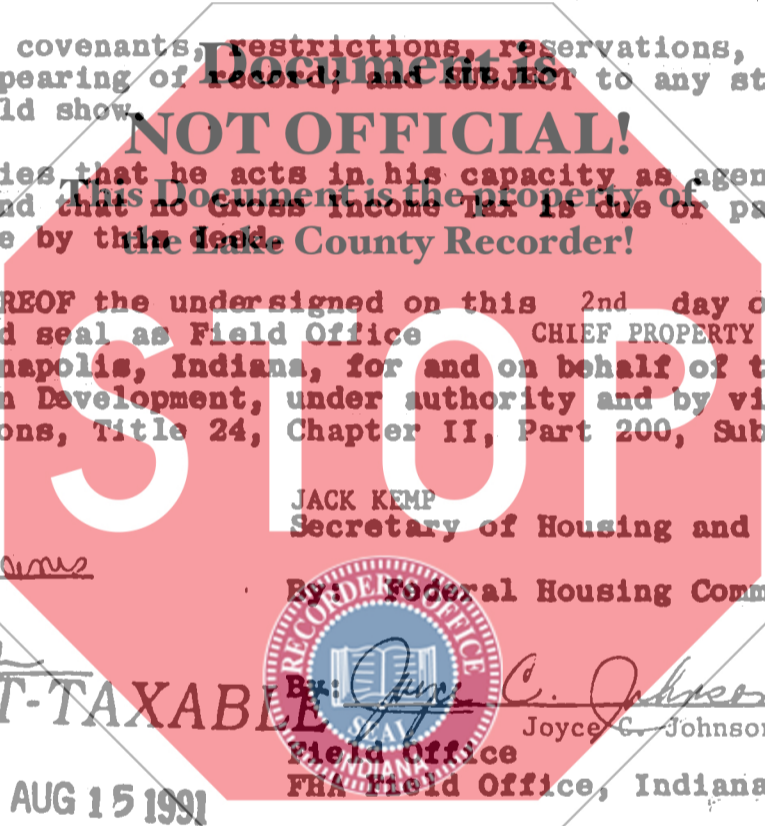 covenants, restrictions, reservations,
pearing of record; and SUBJECT to any st
ld show.
Document is
NOT OFFICIAL!
This Document is the property of
the Lake County Recorder!
ies that he acts in his capacity as agen
nd that no Gross Income Tax is due or pa
e by this deed.
REOF the undersigned on this 2nd day o
d seal as Field Office CHIEF PROPERTY
napolis, Indiana, for and on behalf of t
n Development, under authority and by vi
ons, Title 24, Chapter II, Part 200, Sub
STOP
JACK KEMP
Secretary of Housing and
By: Federal Housing Comm
RECORDER'S OFFICE
SEAL
INDIANA
By: Joyce C. Johnson
T-TAXABLE
Joyce C. Johnson
Field Office
FHA Field Office, Indiana
AUG 15 1991